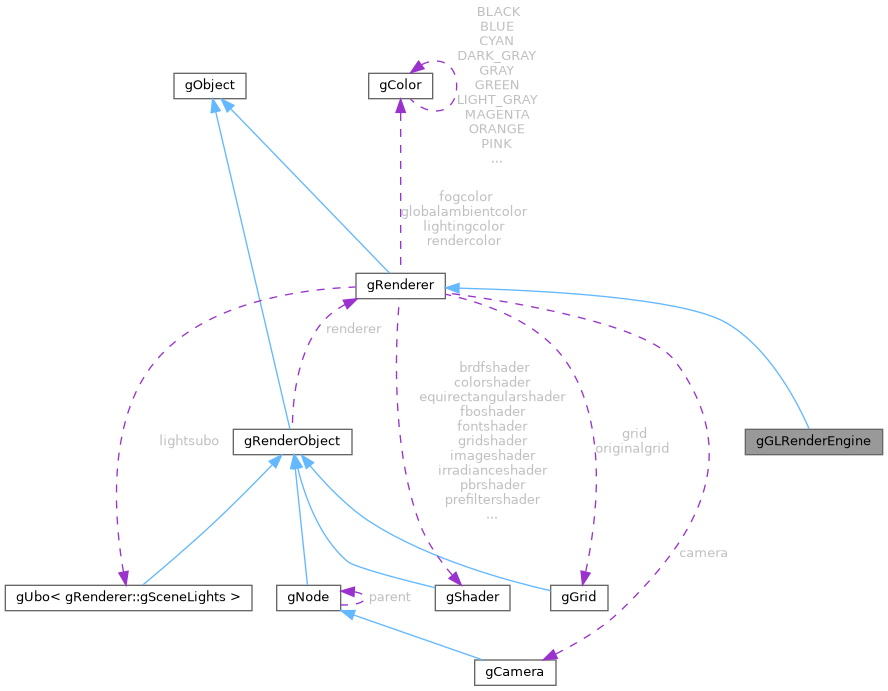 BLACK
BLUE
CYAN
DARK_GRAY
GRAY
GREEN
LIGHT_GRAY
MAGENTA
ORANGE
PINK
...
gObject
gColor
fogcolor
globalambientcolor
lightingcolor
rendercolor
gRenderer
renderer
brdfshader
colorshader
equirectangularshader
fboshader
fontshader
gridshader
imageshader
irradianceshader
pbrshader
prefiltershader
...
grid
originalgrid
lightsubo
gRenderObject
gGLRenderEngine
camera
gUbo< gRenderer::gSceneLights >
gNode
parent
gShader
gGrid
gCamera